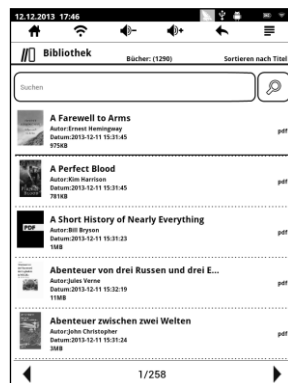 12.12.2013 17:46
Bibliothek
Bücher: (1290)
Sortieren nach Titel
Suchen
A Farewell to Arms
Autor:Ernest Hemingway
Datum:2013-12-11 15:31:45
975KB
pdf
A Perfect Blood
Autor:Kim Harrison
Datum:2013-12-11 15:31:45
781KB
pdf
PDF
A Short History of Nearly Everything
Autor:Bill Bryson
Datum:2013-12-11 15:31:23
1MB
pdf
Abenteuer von drei Russen und drei E...
Autor:Jules Verne
Datum:2013-12-11 15:32:19
11MB
pdf
Abenteuer zwischen zwei Welten
Autor:John Christopher
Datum:2013-12-11 15:31:24
3MB
pdf
1/258